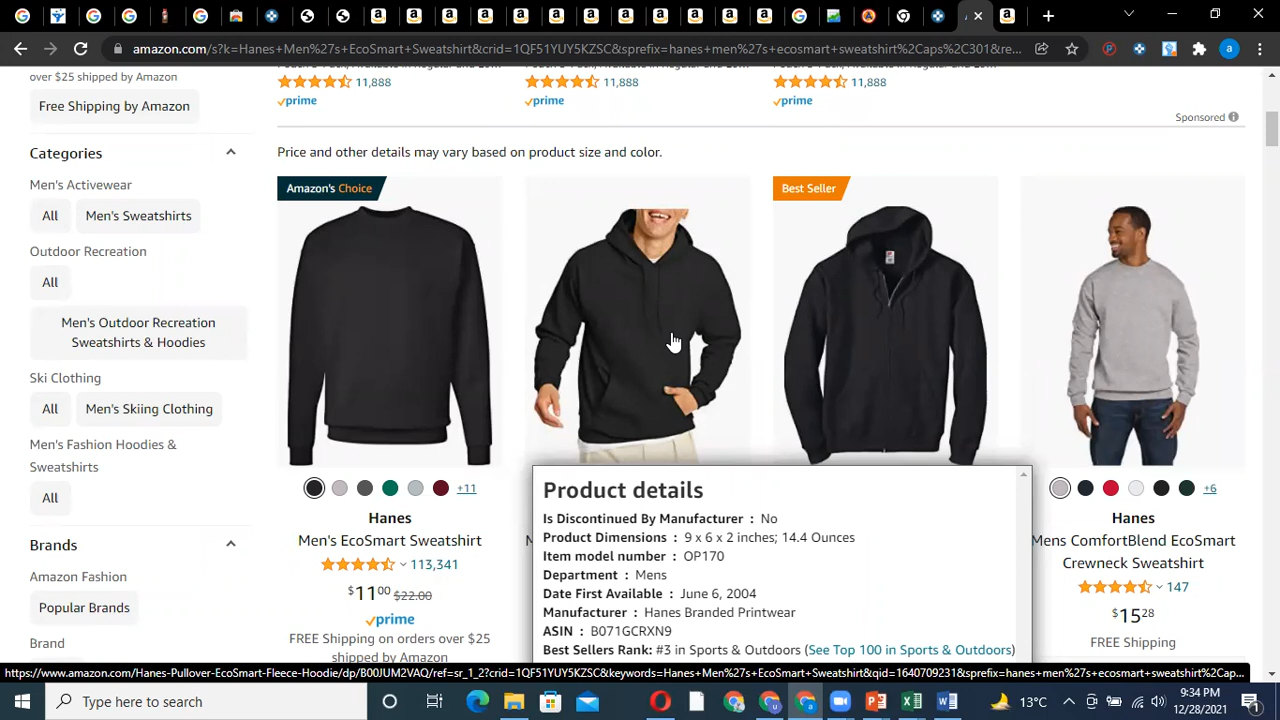 amazon.com/s?k=Hanes+Men%27s+EcoSmart+Sweatshirt&crid=1QF51YUY5KZSC&sprefix=hanes+men%27s+ecosmart+sweatshirt%2Caps%2C301&re...
over $25 shipped by Amazon
Free Shipping by Amazon
11,888
11,888
11,888
prime
prime
prime
Sponsored
Categories
Price and other details may vary based on product size and color.
Men's Activewear
All
Men's Sweatshirts
Outdoor Recreation
All
Men's Outdoor Recreation
Sweatshirts & Hoodies
Ski Clothing
All
Men's Skiing Clothing
Men's Fashion Hoodies &
Sweatshirts
All
Brands
Amazon Fashion
Popular Brands
Brand
Amazon's Choice
Best Seller
+11
Hanes
Men's EcoSmart Sweatshirt
113,341
$11⁰⁰ $22.00
prime
FREE Shipping on orders over $25
shipped by Amazon
Product details
Is Discontinued By Manufacturer : No
Product Dimensions : 9 x 6 x 2 inches; 14.4 Ounces
Item model number : OP170
Department : Mens
Date First Available : June 6, 2004
Manufacturer : Hanes Branded Printwear
ASIN : B071GCRXN9
Best Sellers Rank: #3 in Sports & Outdoors (See Top 100 in Sports & Outdoors)
+6
Hanes
Mens ComfortBlend EcoSmart
Crewneck Sweatshirt
147
$15²⁸
FREE Shipping
https://www.amazon.com/Hanes-Pullover-EcoSmart-Fleece-Hoodie/dp/B00JUM2VAQ/ref=sr_1_2?crid=1QF51YUY5KZSC&keywords=Hanes+Men%27s+EcoSmart+Sweatshirt&qid=1640709231&sprefix=hanes+men%27s+ecosmart+sweatshirt%2Cap...
Type here to search
13°C
9:34 PM
12/28/2021